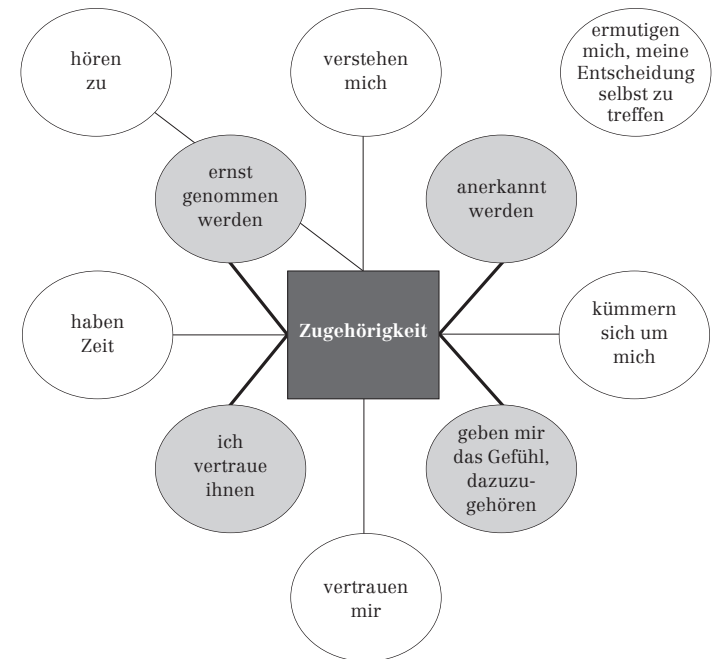 hören
zu
verstehen
mich
ermutigen
mich, meine
Entscheidung
selbst zu
treffen
ernst
genommen
werden
anerkannt
werden
haben
Zeit
Zugehörigkeit
kümmern
sich um
mich
ich
vertraue
ihnen
geben mir
das Gefühl,
dazuzu-
gehören
vertrauen
mir